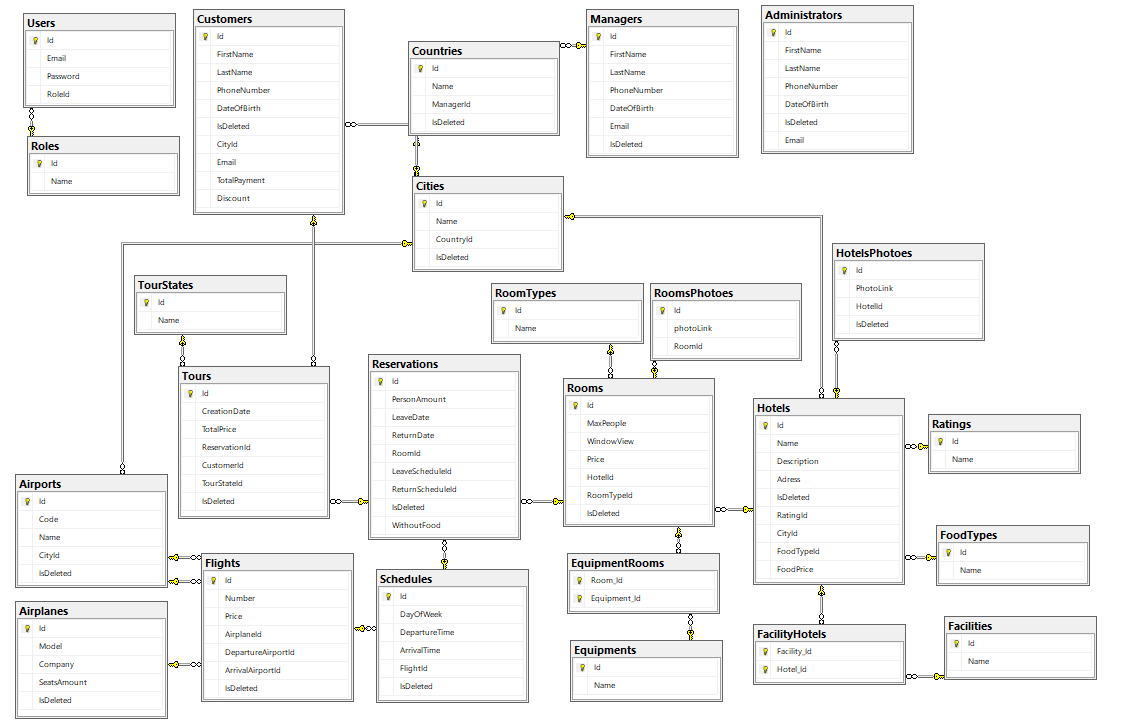 Users
Id
Email
Password
RoleId
Roles
Id
Name
Customers
Id
FirstName
LastName
PhoneNumber
DateOfBirth
IsDeleted
CityId
Email
TotalPayment
Discount
Countries
Id
Name
ManagerId
IsDeleted
Managers
Id
FirstName
LastName
PhoneNumber
DateOfBirth
Email
IsDeleted
Administrators
Id
FirstName
LastName
PhoneNumber
DateOfBirth
IsDeleted
Email
Cities
Id
Name
CountryId
IsDeleted
HotelsPhotoes
Id
PhotoLink
HotelId
IsDeleted
TourStates
Id
Name
RoomTypes
Id
Name
RoomsPhotoes
Id
photoLink
RoomId
Tours
Id
CreationDate
TotalPrice
ReservationId
CustomerId
TourStateId
IsDeleted
Reservations
Id
PersonAmount
LeaveDate
ReturnDate
RoomId
LeaveScheduleId
ReturnScheduleId
IsDeleted
WithoutFood
Rooms
Id
MaxPeople
WindowView
Price
HotelId
RoomTypeId
IsDeleted
Hotels
Id
Name
Description
Adress
IsDeleted
RatingId
CityId
FoodTypeId
FoodPrice
Ratings
Id
Name
Airports
Id
Code
Name
CityId
IsDeleted
Flights
Id
Number
Price
AirplaneId
DepartureAirportId
ArrivalAirportId
IsDeleted
Schedules
Id
DayOfWeek
DepartureTime
ArrivalTime
FlightId
IsDeleted
EquipmentRooms
Room_Id
Equipment_Id
FoodTypes
Id
Name
Airplanes
Id
Model
Company
SeatsAmount
IsDeleted
Equipments
Id
Name
FacilityHotels
Facility_Id
Hotel_Id
Facilities
Id
Name